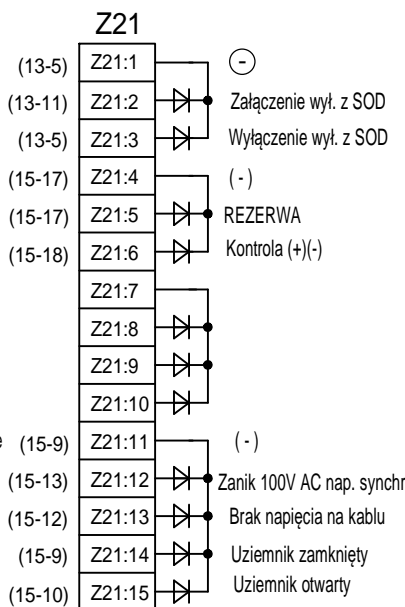 Z21
(13-5) Z21:1 -
(13-11) Z21:2 Załączenie wył. z SOD
(13-5) Z21:3 Wyłączenie wył. z SOD
(15-17) Z21:4 ( - )
(15-17) Z21:5 REZERWA
(15-18) Z21:6 Kontrola (+)(-)
Z21:7
Z21:8
Z21:9
Z21:10
e (15-9) Z21:11 ( - )
(15-13) Z21:12 Zanik 100V AC nap. synchr
(15-12) Z21:13 Brak napięcia na kablu
(15-9) Z21:14 Uziemnik zamknięty
(15-10) Z21:15 Uziemnik otwarty